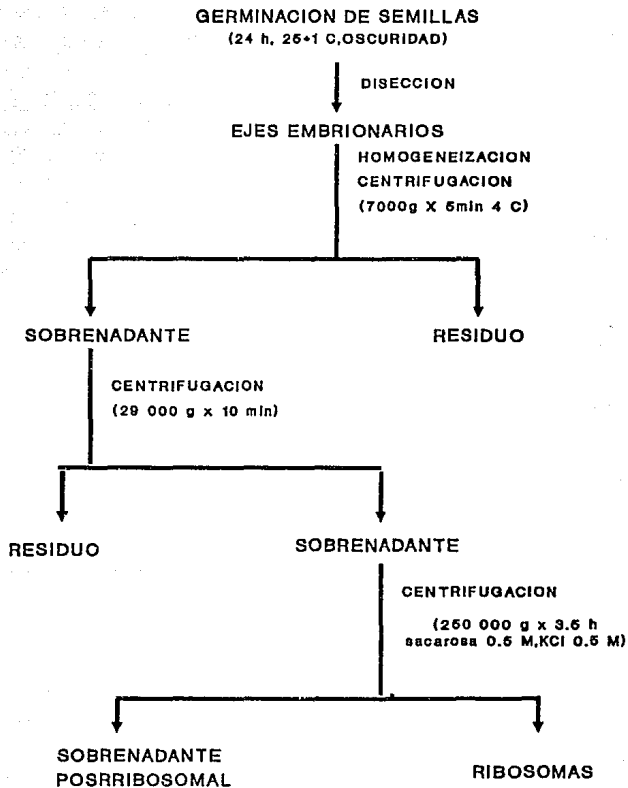 GERMINACION DE SEMILLAS
(24 h, 25+1 C,OSCURIDAD)
DISECCION
EJES EMBRIONARIOS
HOMOGENEIZACION
CENTRIFUGACION
(7000g X 5min 4 C)
SOBRENADANTE
RESIDUO
CENTRIFUGACION
(29 000 g x 10 min)
RESIDUO
SOBRENADANTE
CENTRIFUGACION
(250 000 g x 3.5 h
sacarosa 0.5 M,KCl 0.5 M)
SOBRENADANTE
POSRRIBOSOMAL
RIBOSOMAS